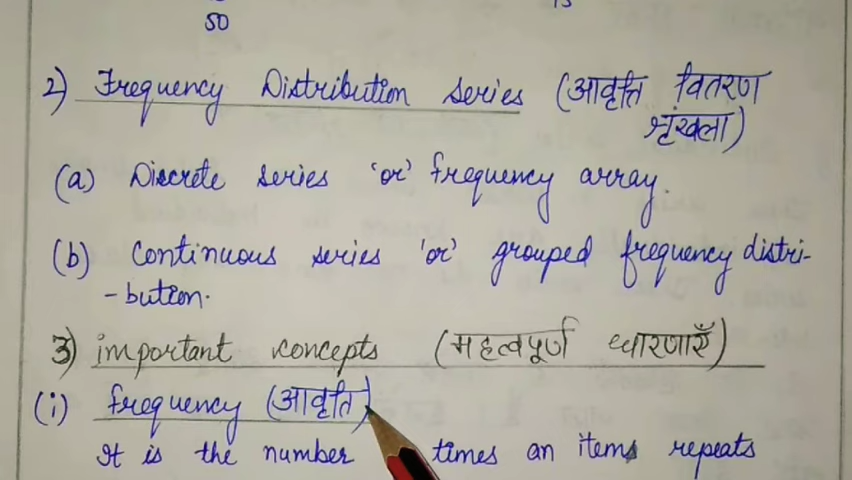 50
2) Frequency Distribution series (आवृत्ति वितरण
श्रृंखला)
(a) Discrete series 'or' frequency array.
(b) Continuous series 'or' grouped frequency distri-
-bution.
3) important concepts (महत्वपूर्ण धारणाएँ)
(i) frequency (आवृत्ति)
It is the number times an items repeats